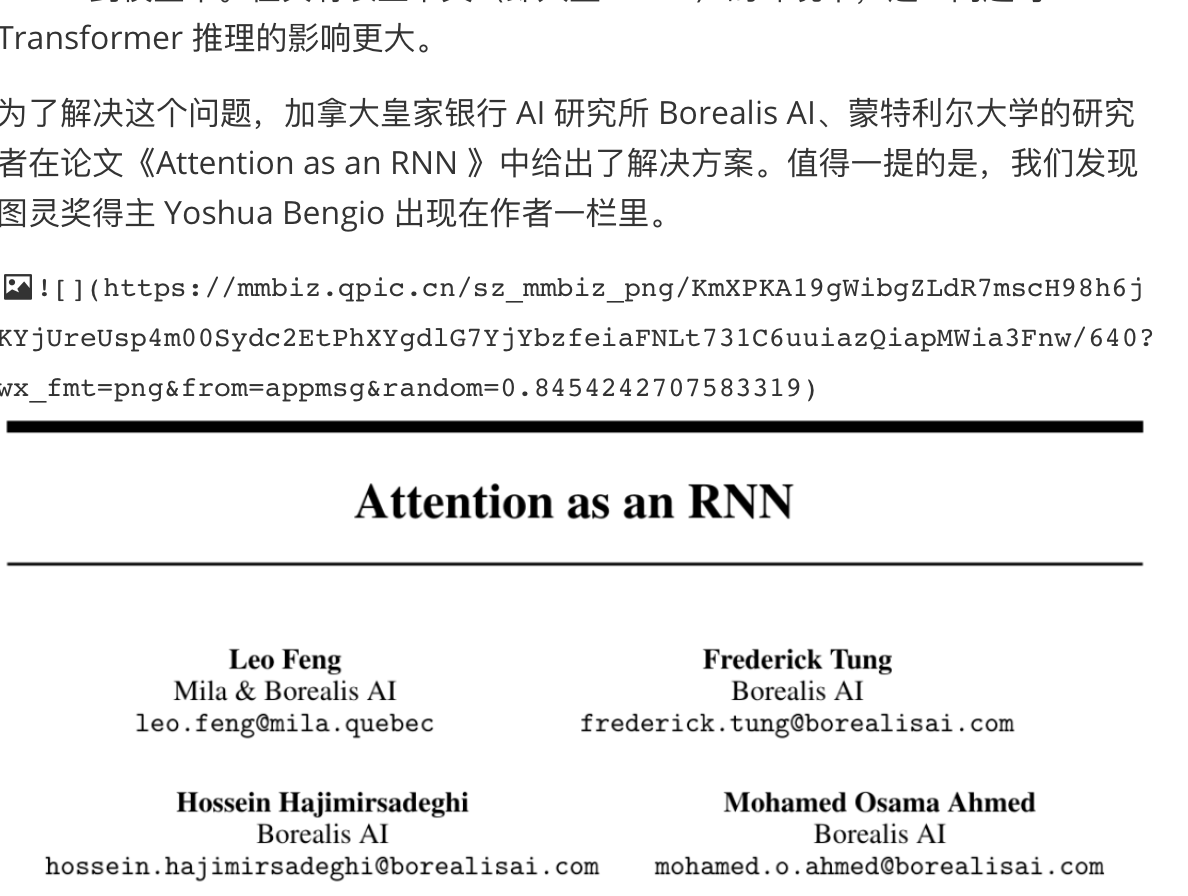 Transformer 推理的影响更大。
为了解决这个问题，加拿大皇家银行 AI 研究所 Borealis AI、蒙特利尔大学的研究
者在论文《Attention as an RNN 》中给出了解决方案。值得一提的是，我们发现
图灵奖得主 Yoshua Bengio 出现在作者一栏里。
![](https://mmbiz.qpic.cn/sz_mmbiz_png/KmXPKA19gWibgZLdR7mscH98h6j
KYjUreUsp4m00Sydc2EtPhXYgdlG7YjYbzfeiaFNLt731C6uuiazQiapMWia3Fnw/640?
wx_fmt=png&from=appmsg&random=0.8454242707583319)
Attention as an RNN
Leo Feng Frederick Tung
Mila & Borealis AI Borealis AI
leo.feng@mila.quebec frederick.tung@borealisai.com
Hossein Hajimirsadeghi Mohamed Osama Ahmed
Borealis AI Borealis AI
hossein.hajimirsadeghi@borealisai.com mohamed.o.ahmed@borealisai.com